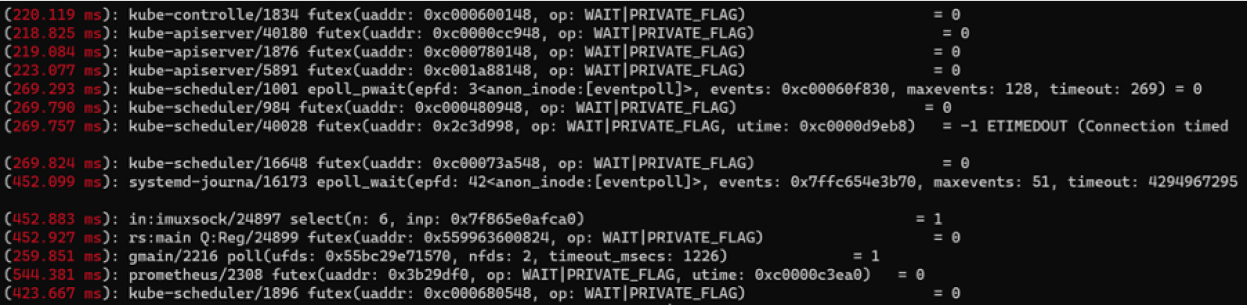 (220.119 ms): kube-controlle/1834 futex(uaddr: 0xc000600148, op: WAIT|PRIVATE_FLAG) = 0
(218.825 ms): kube-apiserver/40180 futex(uaddr: 0xc0000cc948, op: WAIT|PRIVATE_FLAG) = 0
(219.084 ms): kube-apiserver/1876 futex(uaddr: 0xc000780148, op: WAIT|PRIVATE_FLAG) = 0
(223.077 ms): kube-apiserver/5891 futex(uaddr: 0xc001a88148, op: WAIT|PRIVATE_FLAG) = 0
(269.293 ms): kube-scheduler/1001 epoll_pwait(epfd: 3<anon_inode:[eventpoll]>, events: 0xc00060f830, maxevents: 128, timeout: 269) = 0
(269.790 ms): kube-scheduler/984 futex(uaddr: 0xc000480948, op: WAIT|PRIVATE_FLAG) = 0
(269.757 ms): kube-scheduler/40028 futex(uaddr: 0x2c3d998, op: WAIT|PRIVATE_FLAG, utime: 0xc0000d9eb8) = -1 ETIMEDOUT (Connection timed
(269.824 ms): kube-scheduler/16648 futex(uaddr: 0xc00073a548, op: WAIT|PRIVATE_FLAG) = 0
(452.099 ms): systemd-journa/16173 epoll_wait(epfd: 42<anon_inode:[eventpoll]>, events: 0x7ffc654e3b70, maxevents: 51, timeout: 4294967295
(452.883 ms): in:imuxsock/24897 select(n: 6, inp: 0x7f865e0afca0) = 1
(452.927 ms): rs:main Q:Reg/24899 futex(uaddr: 0x559963600824, op: WAIT|PRIVATE_FLAG) = 0
(259.851 ms): gmain/2216 poll(ufds: 0x55bc29e71570, nfds: 2, timeout_msecs: 1226) = 1
(544.381 ms): prometheus/2308 futex(uaddr: 0x3b29df0, op: WAIT|PRIVATE_FLAG, utime: 0xc0000c3ea0) = 0
(423.667 ms): kube-scheduler/1896 futex(uaddr: 0xc000680548, op: WAIT|PRIVATE_FLAG) = 0